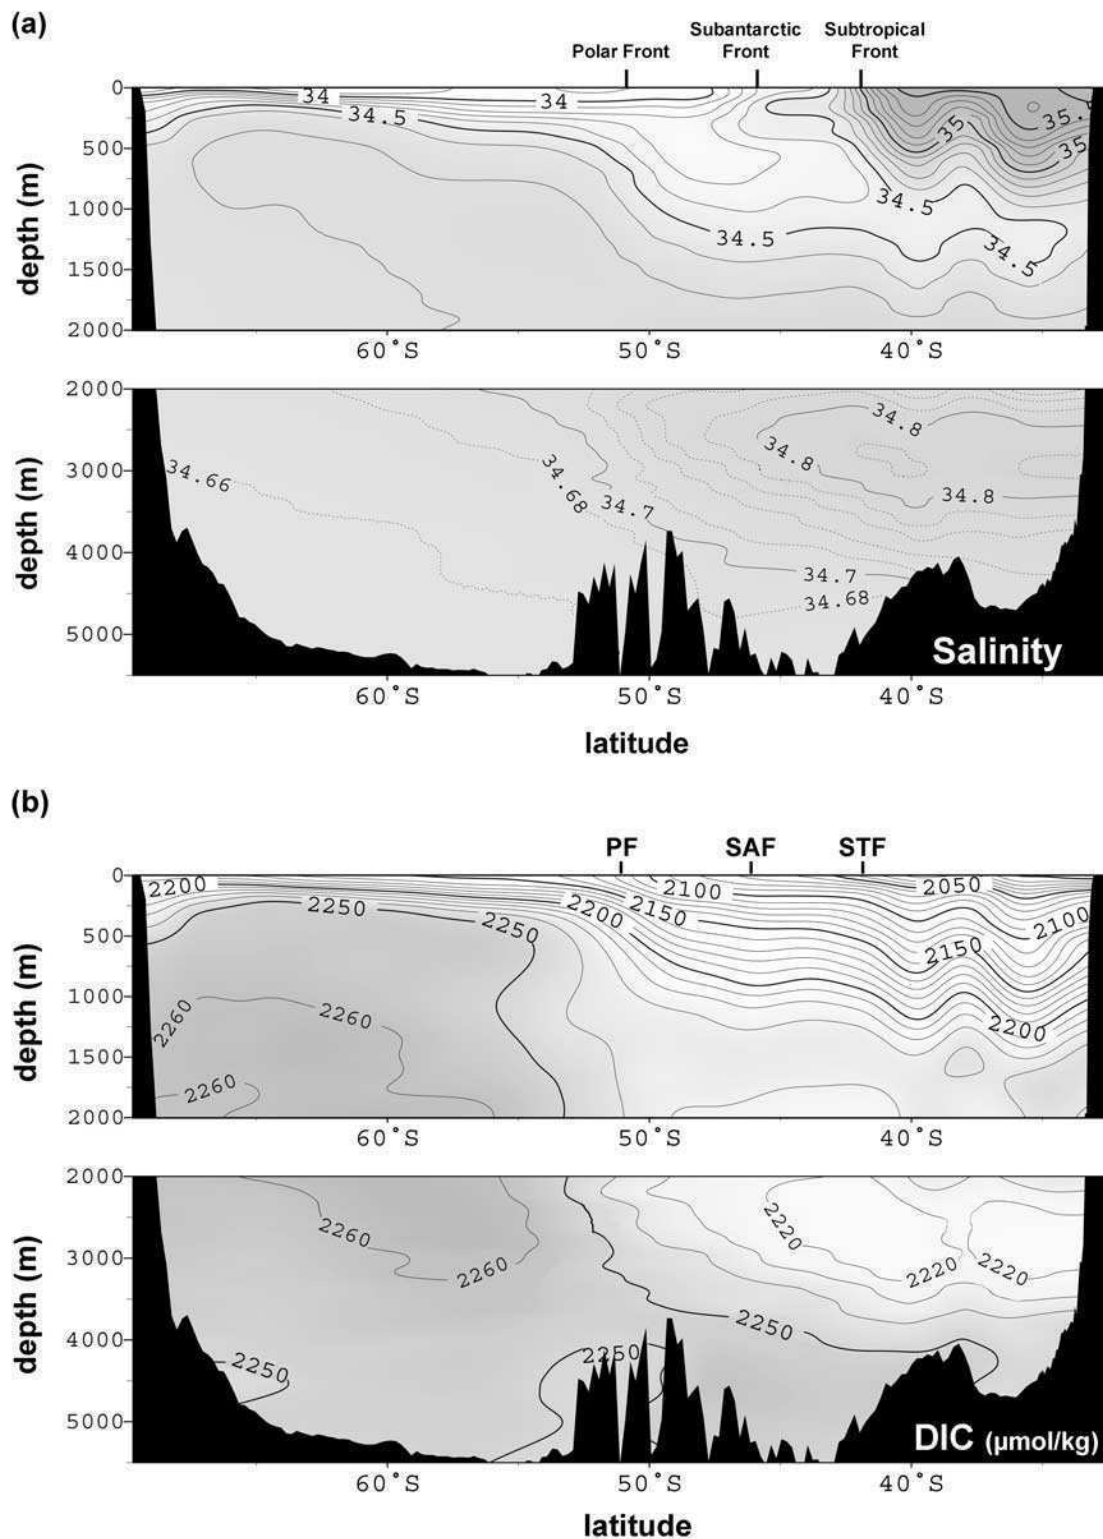 (a)
Polar Front
Subantarctic
Front
Subtropical
Front
0
500
1000
1500
2000
depth (m)
34
34
34.5
34.5
34.5
34.5
35
35
35.
60°S
50°S
40°S
2000
3000
4000
5000
depth (m)
34.66
34.68
34.7
34.8
34.8
34.8
34.7
34.68
Salinity
60°S
50°S
40°S
latitude
(b)
PF
SAF
STF
0
500
1000
1500
2000
depth (m)
2200
2250
2250
2200
2150
2100
2050
2100
2150
2200
2260
2260
2260
60°S
50°S
40°S
2000
3000
4000
5000
depth (m)
2260
2260
2220
2220
2220
2250
2250
2250
DIC (µmol/kg)
60°S
50°S
40°S
latitude